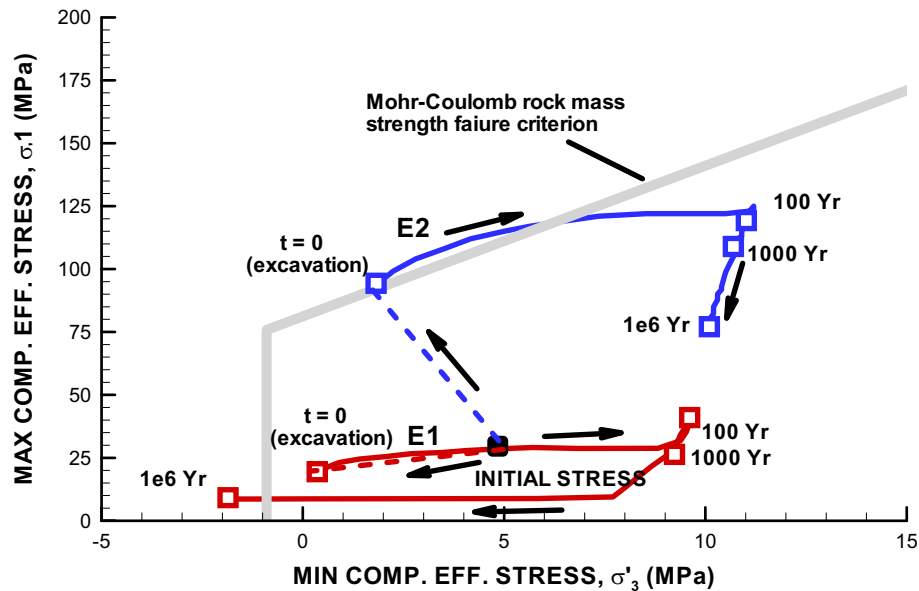 200
175
150
125
100
75
50
25
0
MAX COMP. EFF. STRESS, σ.1 (MPa)
Mohr-Coulomb rock mass
strength faiure criterion
E2
100 Yr
t = 0
(excavation)
1000 Yr
1e6 Yr
t = 0
(excavation)
E1
100 Yr
1000 Yr
1e6 Yr
INITIAL STRESS
-5
0
5
10
15
MIN COMP. EFF. STRESS, σ'3 (MPa)